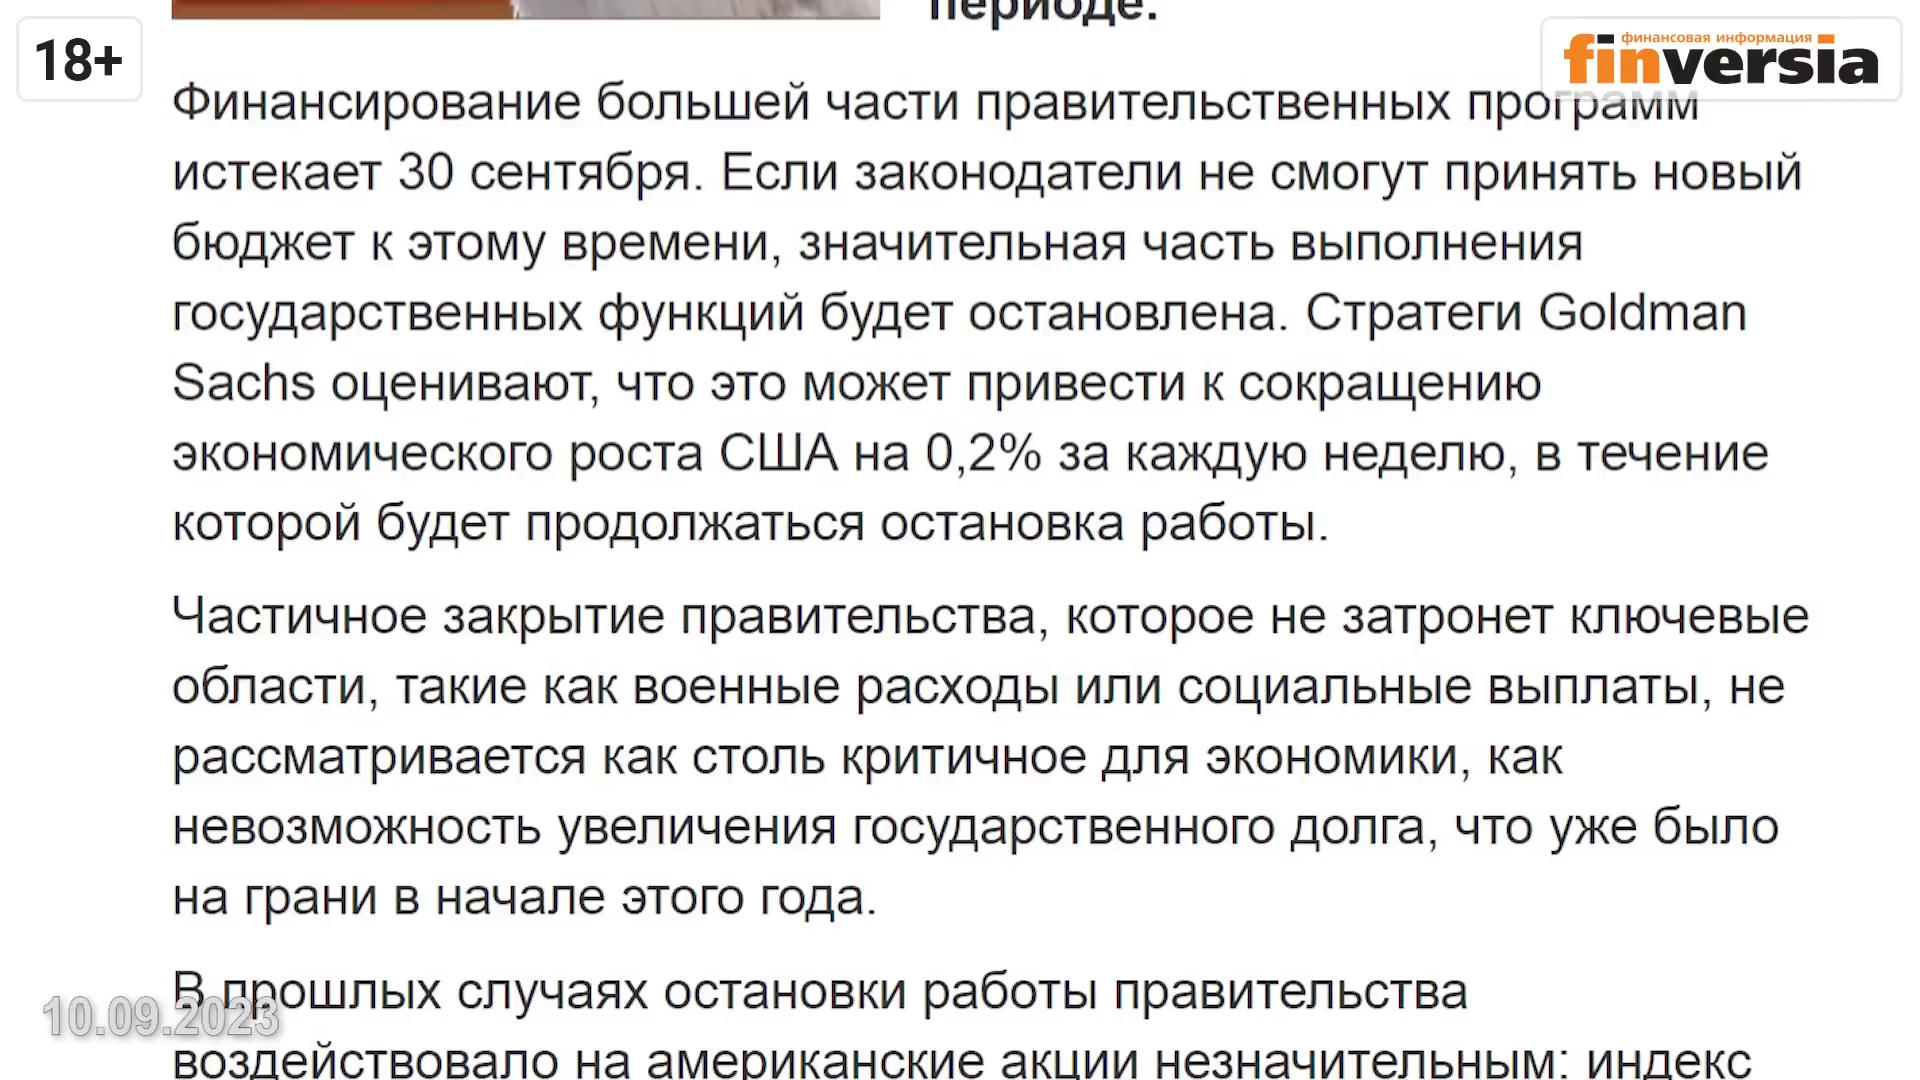 периоде.
18+
финансовая информация
finversia
Финансирование большей части правительственных программ
истекает 30 сентября. Если законодатели не смогут принять новый
бюджет к этому времени, значительная часть выполнения
государственных функций будет остановлена. Стратеги Goldman
Sachs оценивают, что это может привести к сокращению
экономического роста США на 0,2% за каждую неделю, в течение
которой будет продолжаться остановка работы.
Частичное закрытие правительства, которое не затронет ключевые
области, такие как военные расходы или социальные выплаты, не
рассматривается как столь критичное для экономики, как
невозможность увеличения государственного долга, что уже было
на грани в начале этого года.
В прошлых случаях остановки работы правительства
10.09.2023
воздействовало на американские акции незначительным: индекс